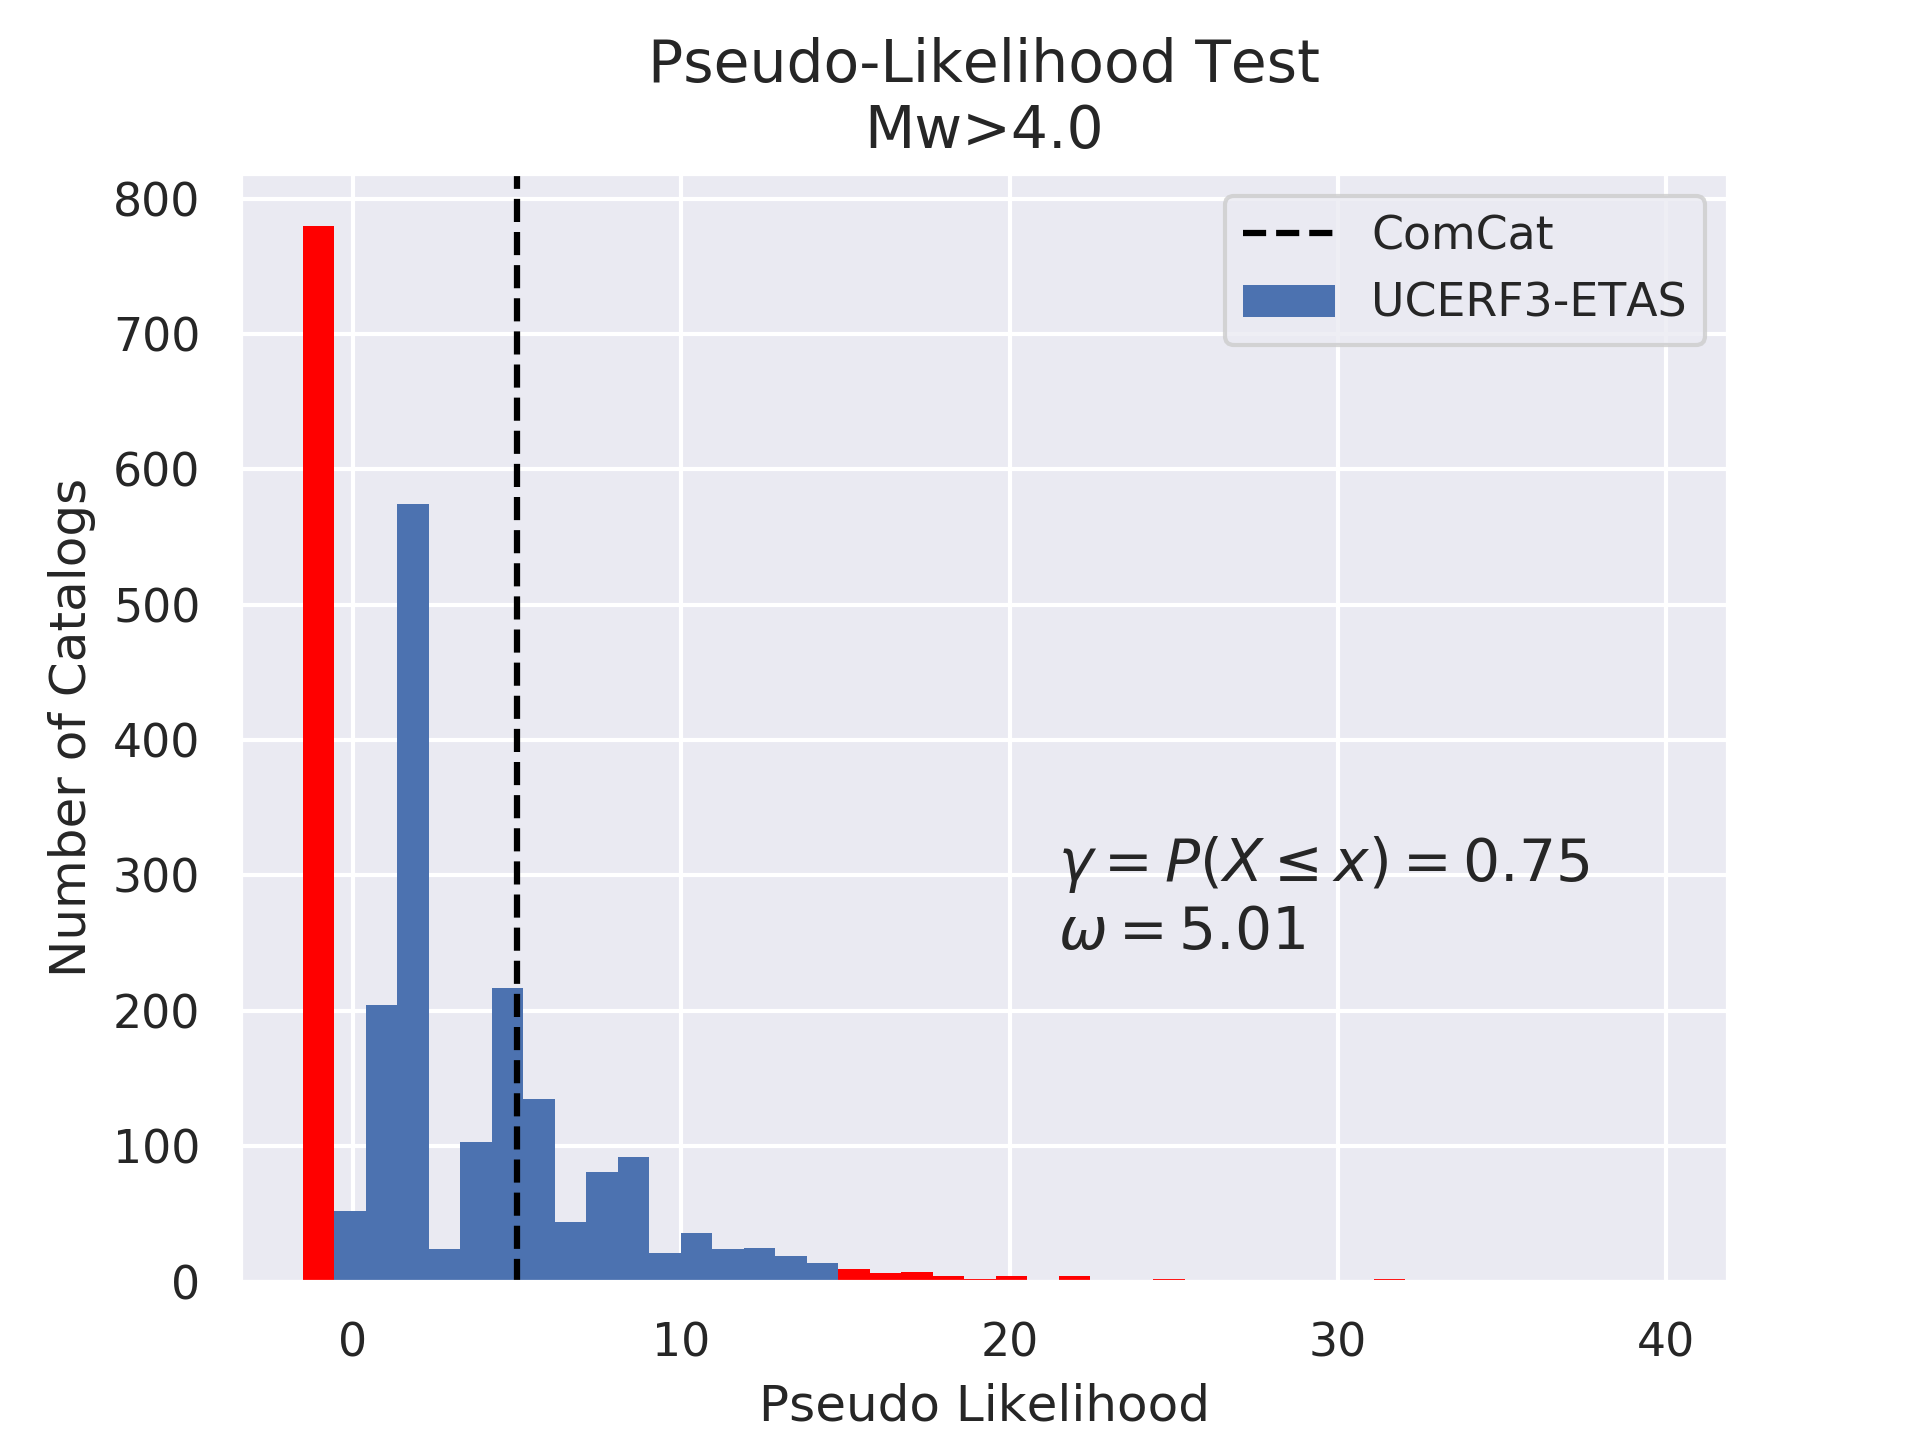 Pseudo-Likelihood Test
Mw>4.0
800
700
600
500
400
300
200
100
0
Number of Catalogs
ComCat
UCERF3-ETAS
γ = P(X ≤ x) = 0.75
ω = 5.01
0 10 20 30 40
Pseudo Likelihood